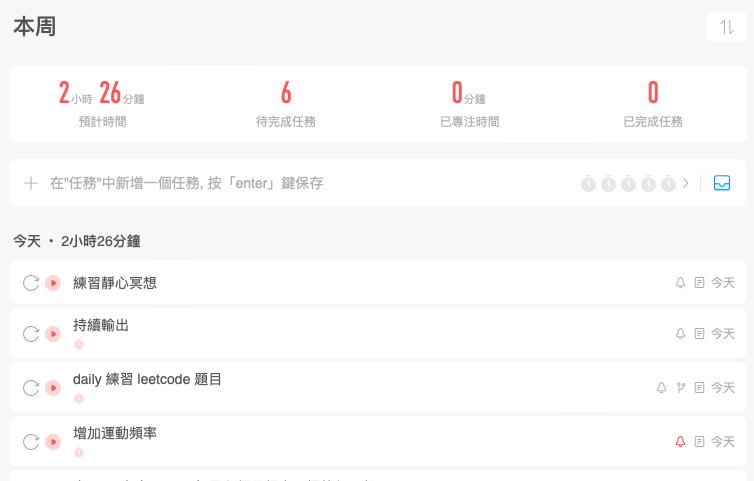 本周
2小時 26分鐘
預計時間
6
待完成任務
0分鐘
已專注時間
0
已完成任務
在"任務"中新增一個任務, 按「enter」鍵保存
今天 • 2小時26分鐘
練習靜心冥想
今天
持續輸出
今天
daily 練習 leetcode 題目
今天
增加運動頻率
今天